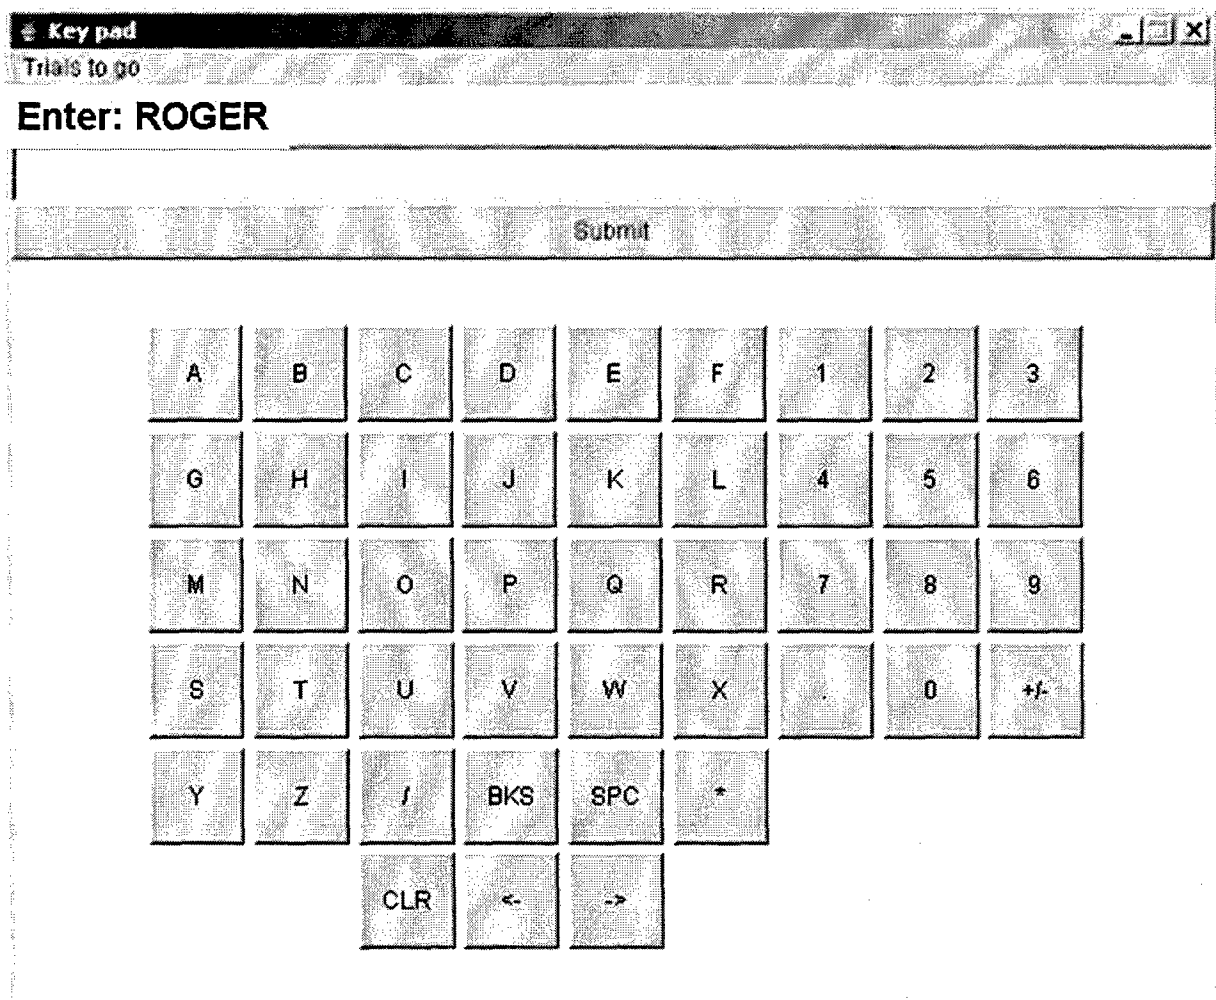 Key pad
Trials to go
Enter: ROGER
Submit
A B C D E F 1 2 3
G H I J K L 4 5 6
M N O P Q R 7 8 9
S T U V W X . 0 +/-
Y Z / BKS SPC *
CLR <- ->